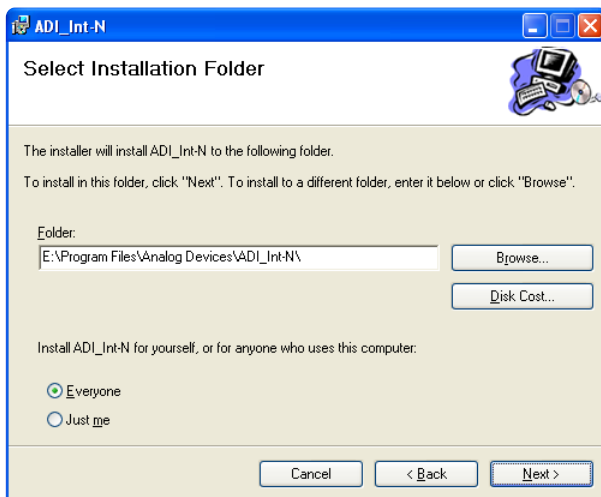 ADI_Int-N
Select Installation Folder
The installer will install ADI_Int-N to the following folder.
To install in this folder, click "Next". To install to a different folder, enter it below or click "Browse".
Folder:
E:\Program Files\Analog Devices\ADI_Int-N\
Browse...
Disk Cost...
Install ADI_Int-N for yourself, or for anyone who uses this computer:
Everyone
Just me
Cancel
< Back
Next >